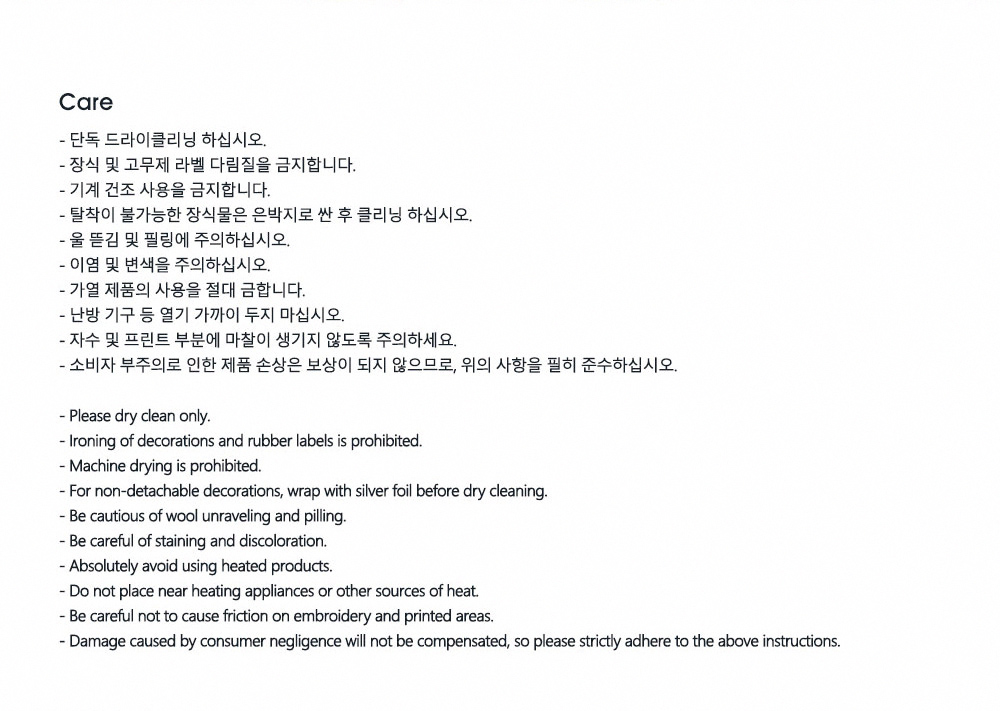 Care
- 단독 드라이클리닝 하십시오.
- 장식 및 고무제 라벨 다림질을 금지합니다.
- 기계 건조 사용을 금지합니다.
- 탈착이 불가능한 장식물은 은박지로 싼 후 클리닝 하십시오.
- 울 뜯김 및 필링에 주의하십시오.
- 이염 및 변색을 주의하십시오.
- 가열 제품의 사용을 절대 금합니다.
- 난방 기구 등 열기 가까이 두지 마십시오.
- 자수 및 프린트 부분에 마찰이 생기지 않도록 주의하세요.
- 소비자 부주의로 인한 제품 손상은 보상이 되지 않으므로, 위의 사항을 필히 준수하십시오.
- Please dry clean only.
- Ironing of decorations and rubber labels is prohibited.
- Machine drying is prohibited.
- For non-detachable decorations, wrap with silver foil before dry cleaning.
- Be cautious of wool unraveling and pilling.
- Be careful of staining and discoloration.
- Absolutely avoid using heated products.
- Do not place near heating appliances or other sources of heat.
- Be careful not to cause friction on embroidery and printed areas.
- Damage caused by consumer negligence will not be compensated, so please strictly adhere to the above instructions.